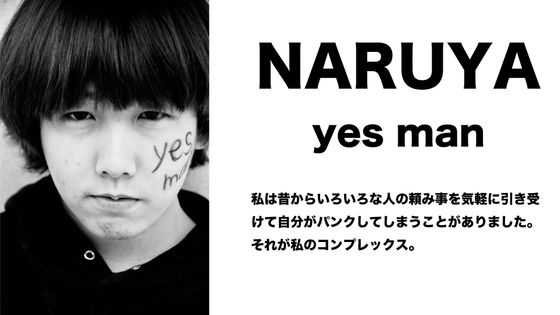 NARUYA
yes man
yes
man
私は昔からいろいろな人の頼み事を気軽に引き受
けて自分がパンクしてしまうことがありました。
それが私のコンプレックス。